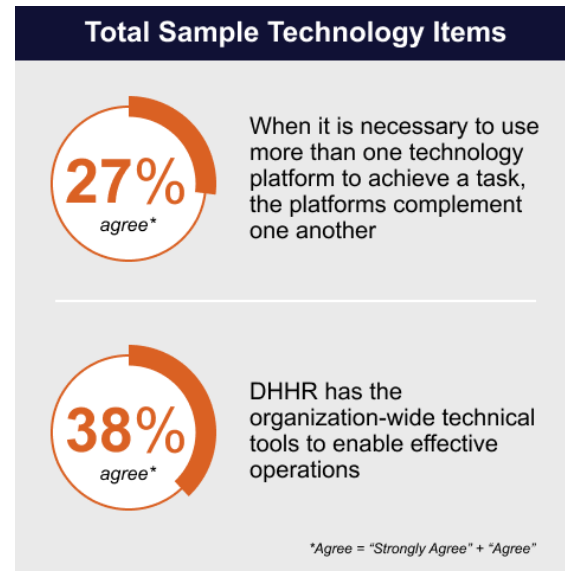 Total Sample Technology Items
27%
agree*
When it is necessary to use
more than one technology
platform to achieve a task,
the platforms complement
one another
38%
agree*
DHHR has the
organization-wide technical
tools to enable effective
operations
*Agree = “Strongly Agree” + “Agree”